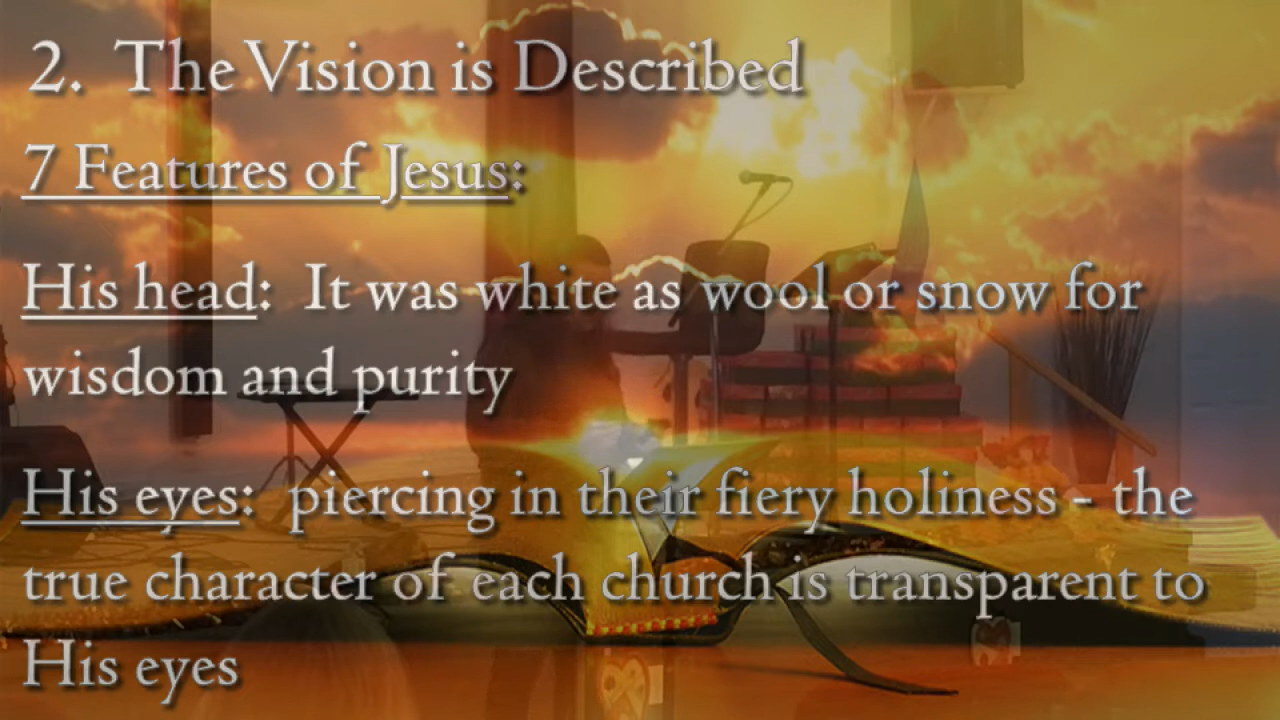 2. The Vision is Described
7 Features of Jesus:
His head: It was white as wool or snow for
wisdom and purity
His eyes: piercing in their fiery holiness - the
true character of each church is transparent to
His eyes